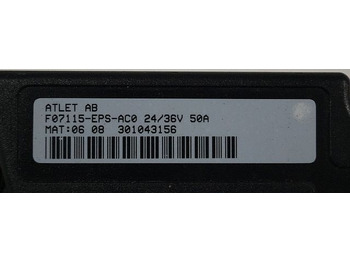 ATLET AB
F07115-EPS-AC0 24/36V 50A
MAT:06 08 301043156